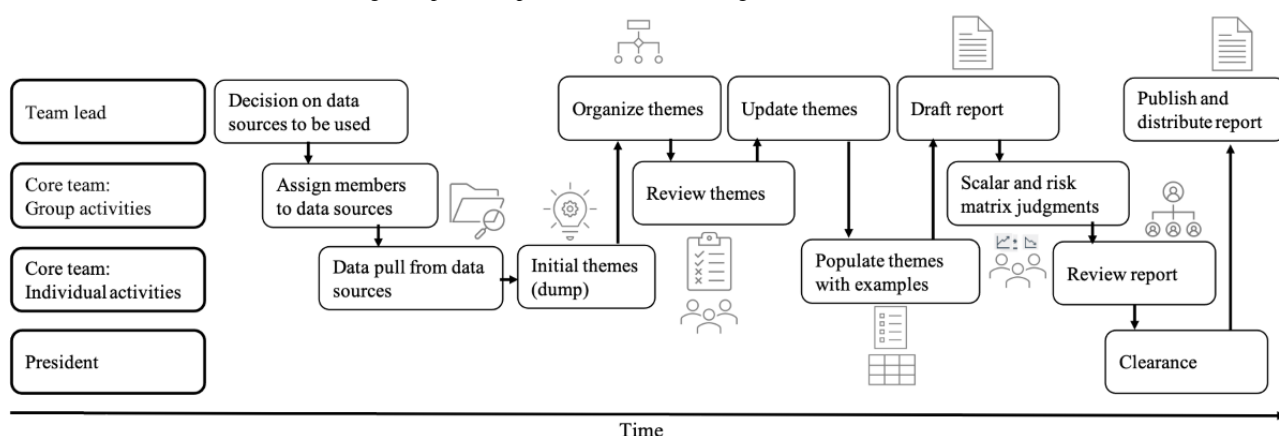 Team lead
Decision on data
sources to be used
Organize themes
Update themes
Draft report
Publish and
distribute report
Core team:
Group activities
Assign members
to data sources
Review themes
Scalar and risk
matrix judgments
Core team:
Individual activities
Data pull from data
sources
Initial themes
(dump)
Populate themes
with examples
Review report
President
Clearance
Time